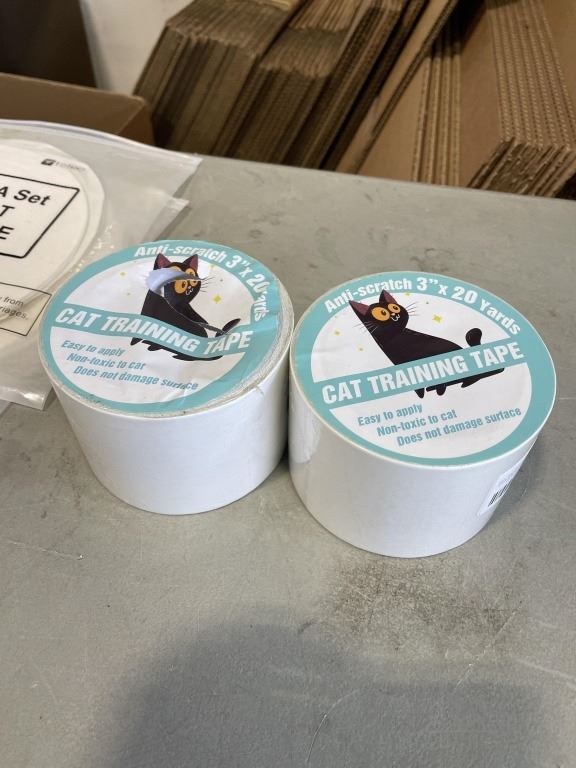 A Set
T
E
from
riages.
Anti-scratch 3" x 20 Yards
CAT TRAINING TAPE
Easy to apply
Non-toxic to cat
Does not damage surface
Anti-scratch 3" x 20 Yards
CAT TRAINING TAPE
Easy to apply
Non-toxic to cat
Does not damage surface